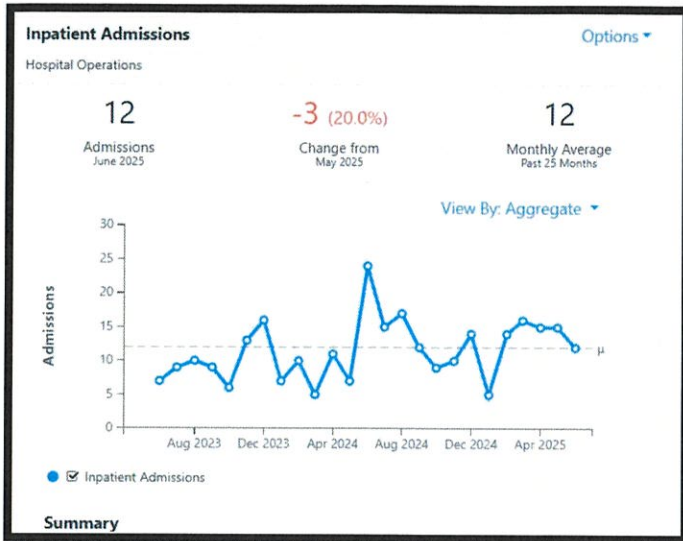 Inpatient Admissions
Options
Hospital Operations
12
-3 (20.0%)
12
Admissions
Change from
Monthly Average
June 2025
May 2025
Past 25 Months
View By: Aggregate
30
25
20
15
10
5
0
Admissions
μ
Aug 2023 Dec 2023 Apr 2024 Aug 2024 Dec 2024 Apr 2025
Inpatient Admissions
Summary